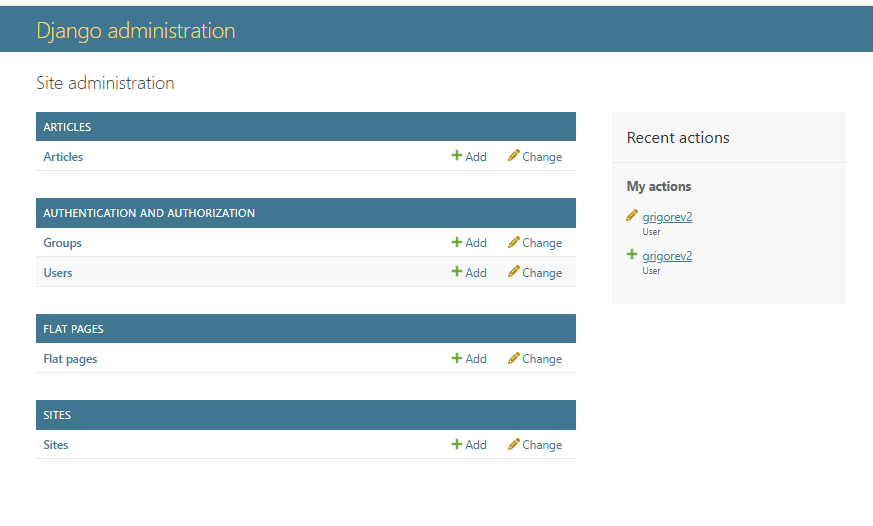 Django administration
Site administration
ARTICLES
Articles Add Change
AUTHENTICATION AND AUTHORIZATION
Groups Add Change
Users Add Change
FLAT PAGES
Flat pages Add Change
SITES
Sites Add Change
Recent actions
My actions
grigorev2
User
grigorev2
User